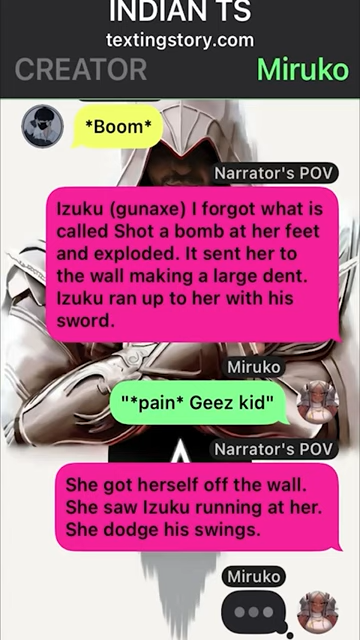 INDIAN TS
textingstory.com
CREATOR
Miruko
*Boom*
Narrator's POV
Izuku (gunaxe) I forgot what is
called Shot a bomb at her feet
and exploded. It sent her to
the wall making a large dent.
Izuku ran up to her with his
sword.
Miruko
"*pain* Geez kid"
Narrator's POV
She got herself off the wall.
She saw Izuku running at her.
She dodge his swings.
Miruko